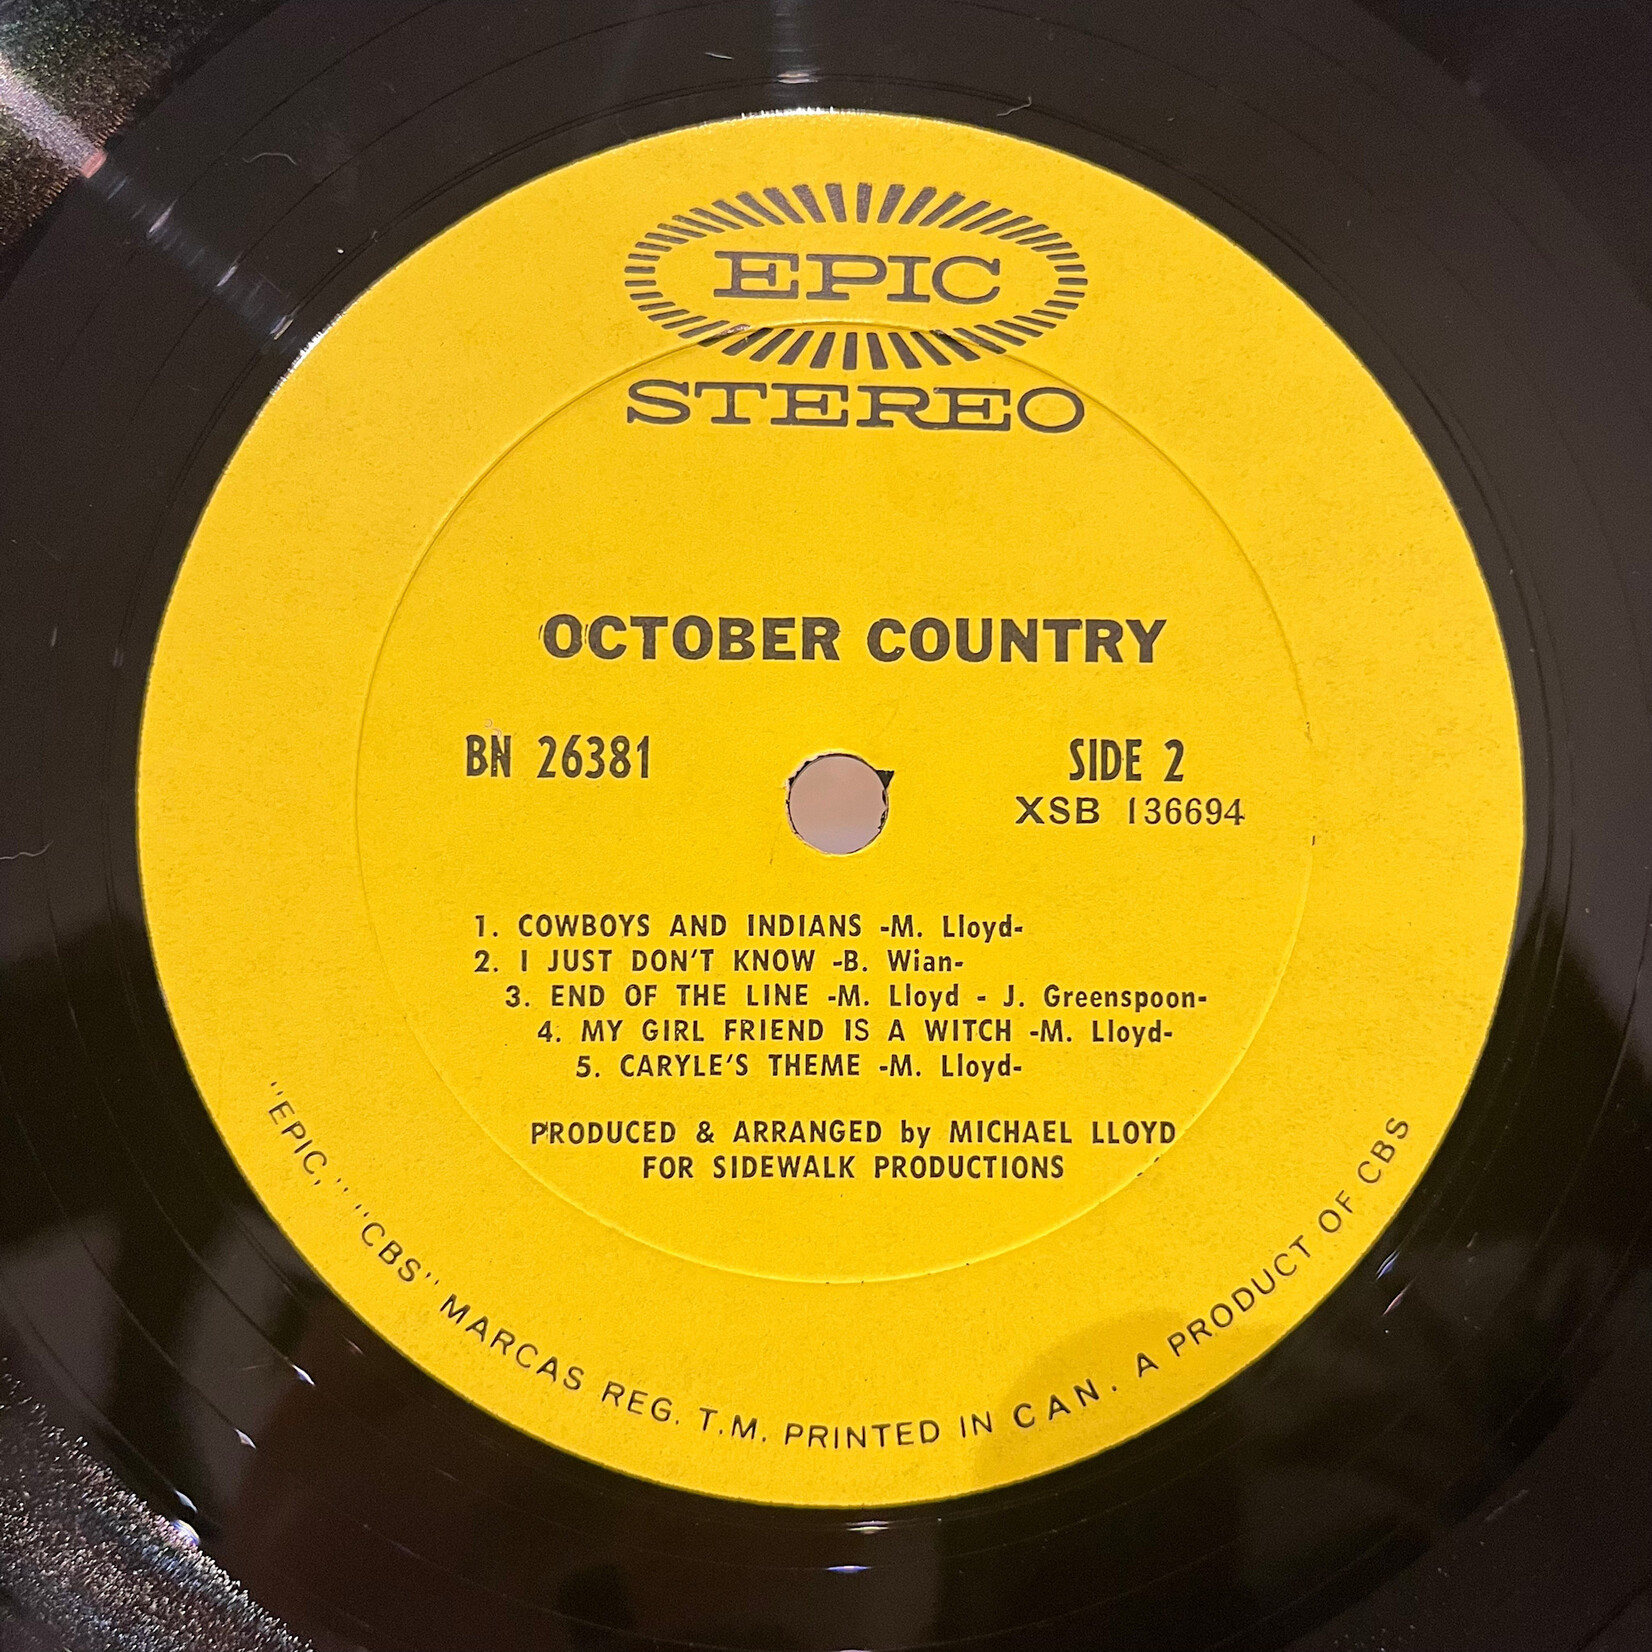 EPIC
STEREO
OCTOBER COUNTRY
BN 26381
SIDE 2
XSB 136694
1. COWBOYS AND INDIANS -M. Lloyd-
2. I JUST DON'T KNOW -B. Wian-
3. END OF THE LINE -M. Lloyd - J. Greenspoon-
4. MY GIRL FRIEND IS A WITCH -M. Lloyd-
5. CARYLE'S THEME -M. Lloyd-
PRODUCED & ARRANGED by MICHAEL LLOYD
FOR SIDEWALK PRODUCTIONS
"EPIC," "CBS" MARCAS REG. T.M. PRINTED IN CAN. A PRODUCT OF CBS